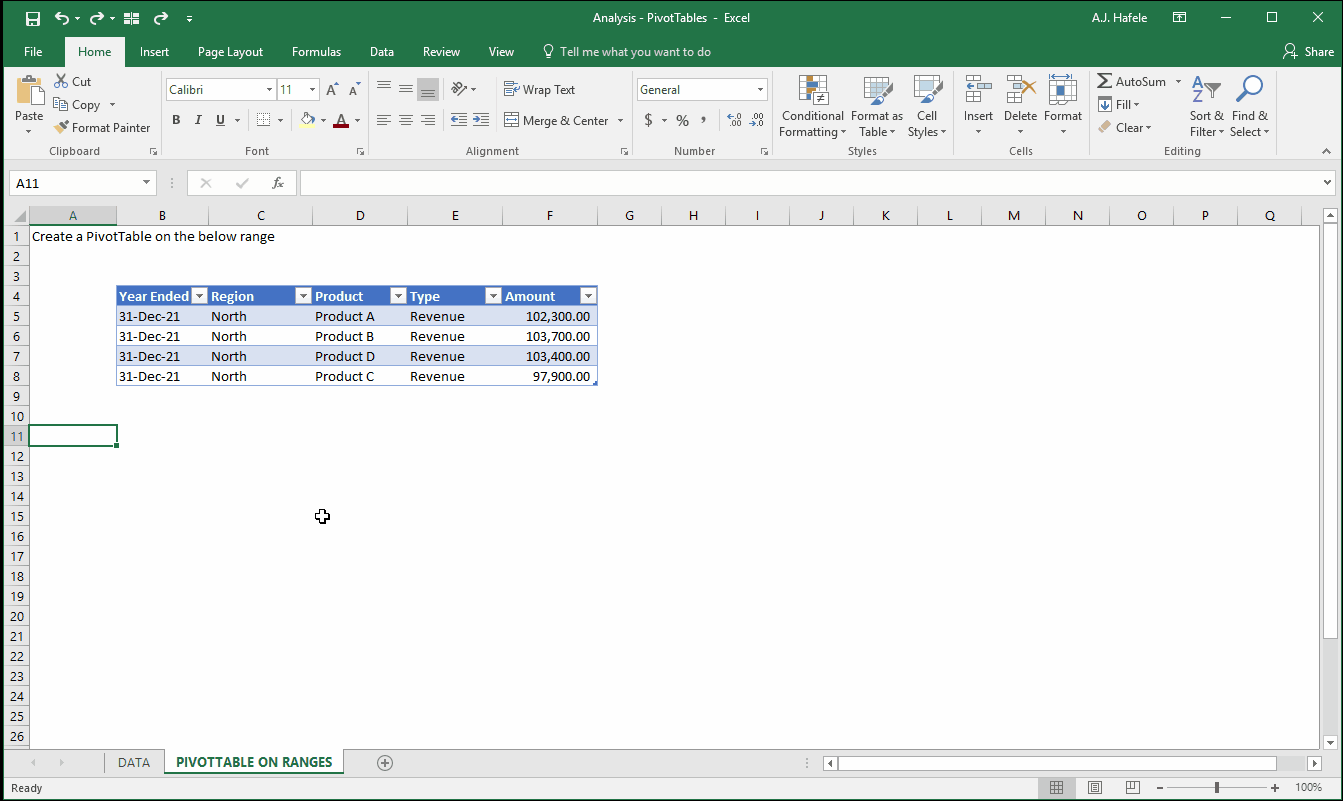 Analysis - PivotTables - Excel
A.J. Hafele
File Home Insert Page Layout Formulas Data Review View Tell me what you want to do Share
Paste
Cut
Copy
Format Painter
Clipboard
Calibri 11
A A
B I U A
Font
Wrap Text
Merge & Center
Alignment
General
$ % ,
.00 .00
Number
Conditional Formatting
Format as Table
Cell Styles
Styles
Insert Delete Format
Cells
AutoSum
Fill
Clear
Sort & Filter
Find & Select
Editing
A11 fx
A B C D E F G H I J K L M N O P Q
1 Create a PivotTable on the below range
2
3
4 Year Ended Region Product Type Amount
5 31-Dec-21 North Product A Revenue 102,300.00
6 31-Dec-21 North Product B Revenue 103,700.00
7 31-Dec-21 North Product D Revenue 103,400.00
8 31-Dec-21 North Product C Revenue 97,900.00
9
10
11
12
13
14
15
16
17
18
19
20
21
22
23
24
25
26
DATA PIVOTTABLE ON RANGES
Ready 100%